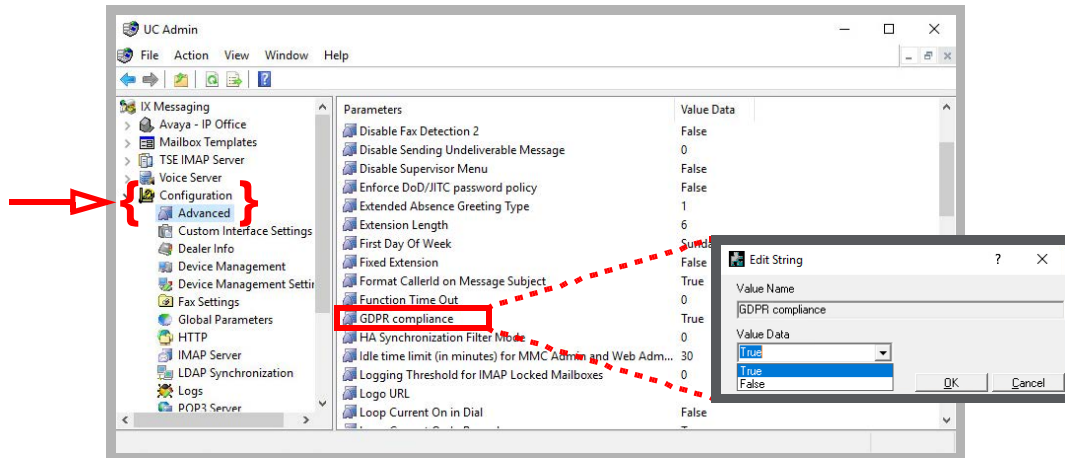 UC Admin
File Action View Window Help
IX Messaging
Avaya - IP Office
Mailbox Templates
TSE IMAP Server
Voice Server
Configuration
Advanced
Custom Interface Settings
Dealer Info
Device Management
Device Management Settin
Fax Settings
Global Parameters
HTTP
IMAP Server
LDAP Synchronization
Logs
POP3 Server
Parameters Value Data
Disable Fax Detection 2 False
Disable Sending Undeliverable Message 0
Disable Supervisor Menu False
Enforce DoD/JITC password policy False
Extended Absence Greeting Type 1
Extension Length 6
First Day Of Week Sunda
Fixed Extension False
Format CallerId on Message Subject True
Function Time Out 0
GDPR compliance True
HA Synchronization Filter Mode 0
Idle time limit (in minutes) for MMC Admin and Web Adm... 30
Logging Threshold for IMAP Locked Mailboxes 0
Logo URL
Loop Current On in Dial False
Edit String ?
Value Name
GDPR compliance
Value Data
True
True
False
OK Cancel